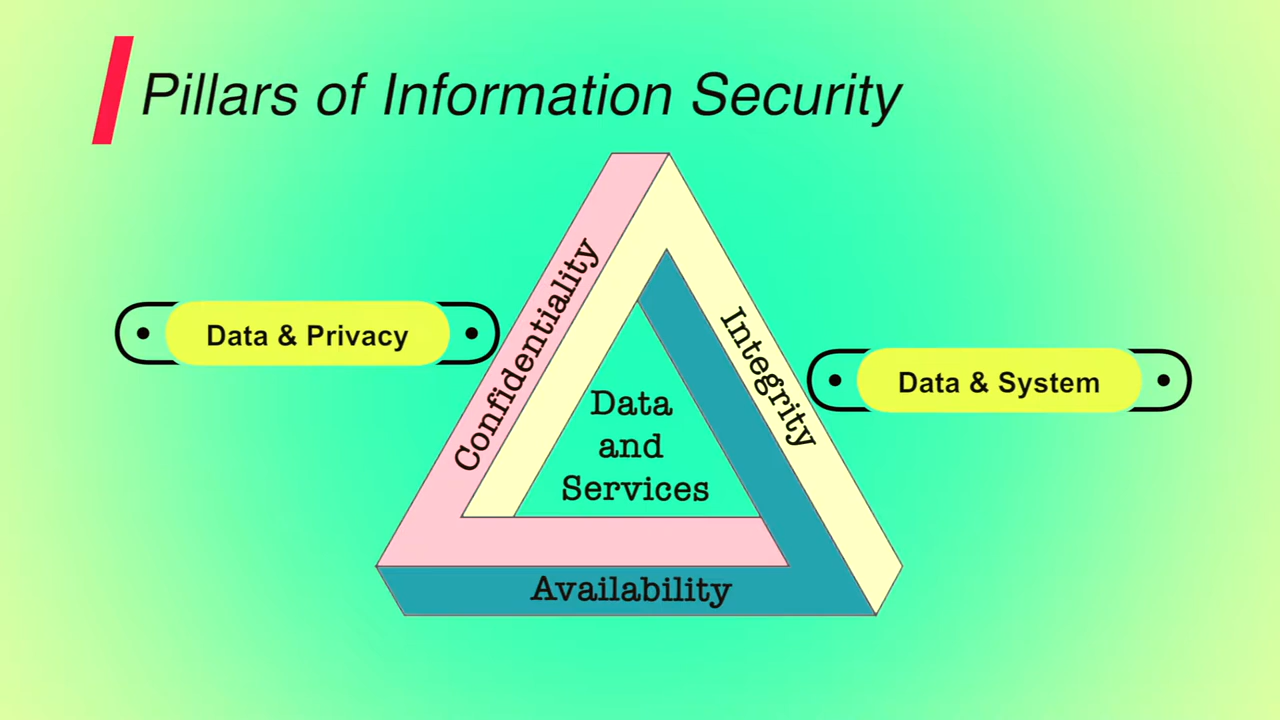 Pillars of Information Security
Data & Privacy
Confidentiality
Integrity
Data & System
Data
and
Services
Availability